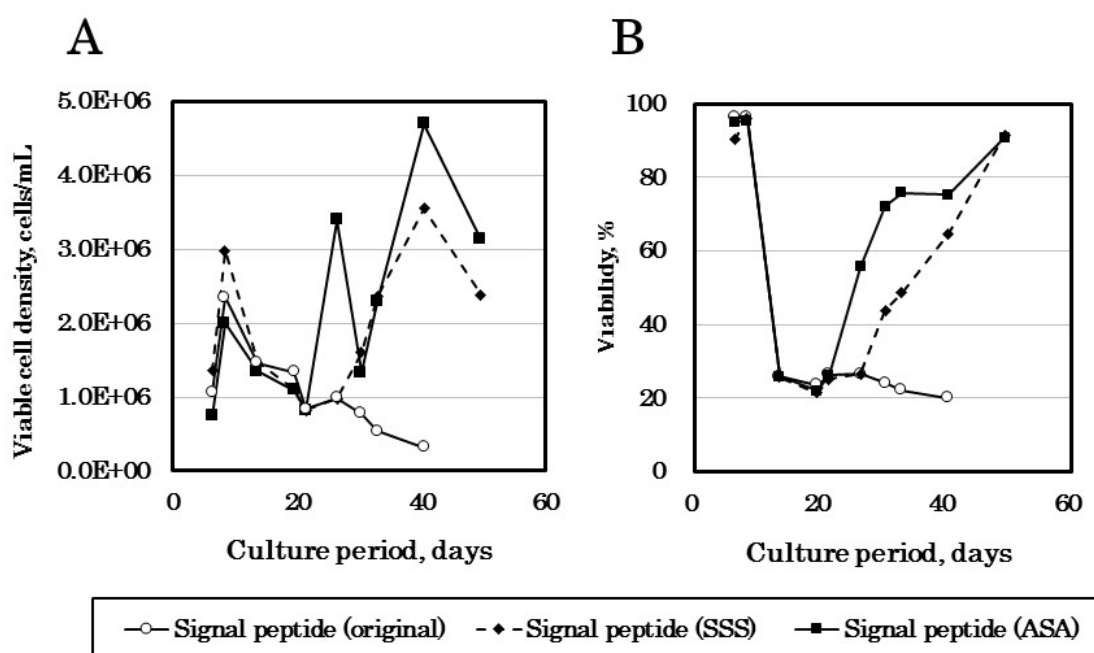 A
B
5.0E+06
4.0E+06
3.0E+06
2.0E+06
1.0E+06
0.0E+00
0
20
40
60
Viable cell density, cells/mL
Culture period, days
100
80
60
40
20
0
0
20
40
60
Viability, %
Culture period, days
Signal peptide (original)
Signal peptide (SSS)
Signal peptide (ASA)